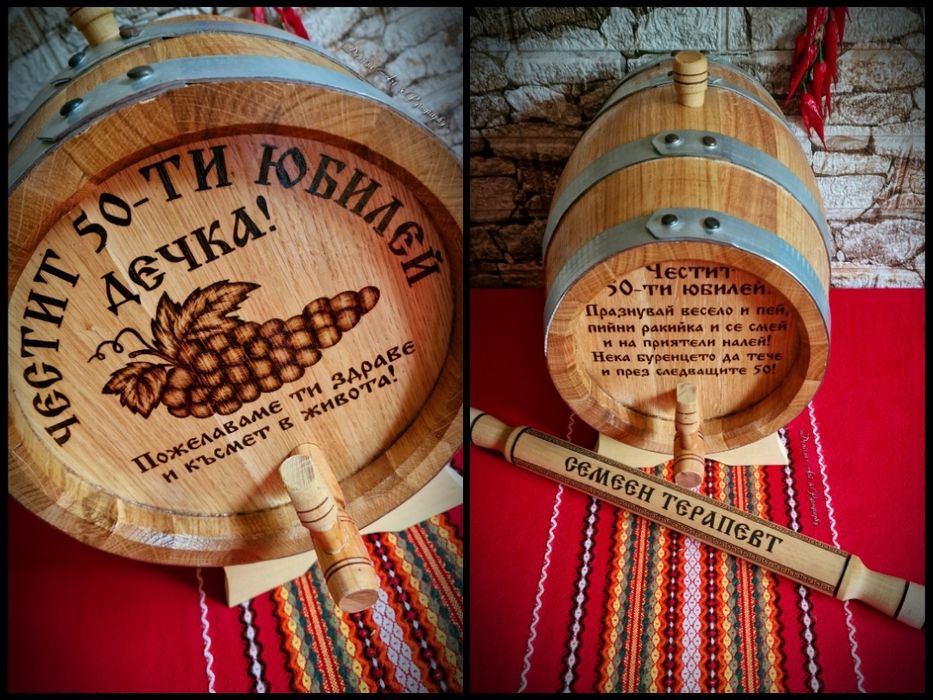 ЧЕСТИТ 50-ТИ ЮБИЛЕЙ
ДЕЧКА!
Пожелаваме ти здраве
и късмет в живота!
Честит
50-ти юбилей.
Празнувай весело и пей,
пийни ракийка и се смей
и на приятели налей!
Нека буренцето да тече
и през следващите 50!
СЕМЕЕН ТЕРАПЕВТ